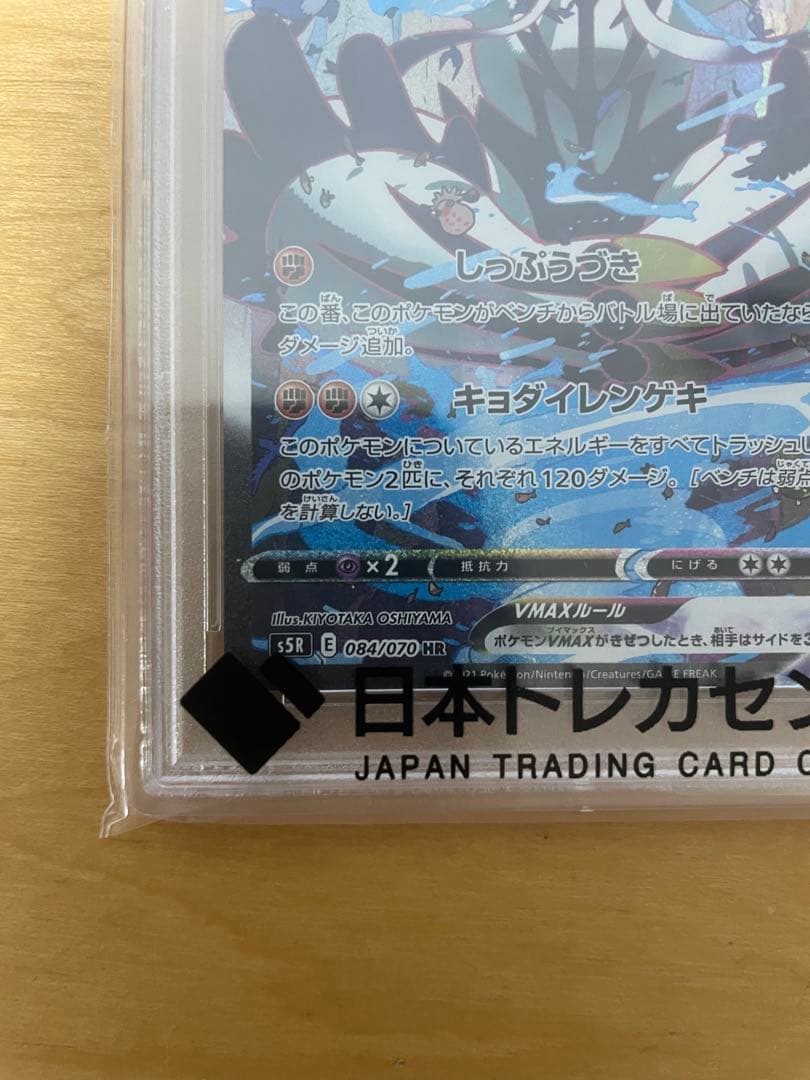 しっぷうづき
この番、このポケモンがベンチからバトル場に出ていたなら
ダメージ追加。
キョダイレンゲキ
このポケモンについているエネルギーをすべてトラッシュし
のポケモン2匹に、それぞれ120ダメージ。[ベンチは弱点
を計算しない。]
弱点 ×2 抵抗力 にげる
Illus.KIYOTAKA OSHIYAMA
VMAXルール
s5R E 084/070 HR
ポケモンVMAXがきぜつしたとき、相手はサイドを3
©2021 Pokémon/Nintendo/Creatures/GAME FREAK
日本トレカセン
JAPAN TRADING CARD C